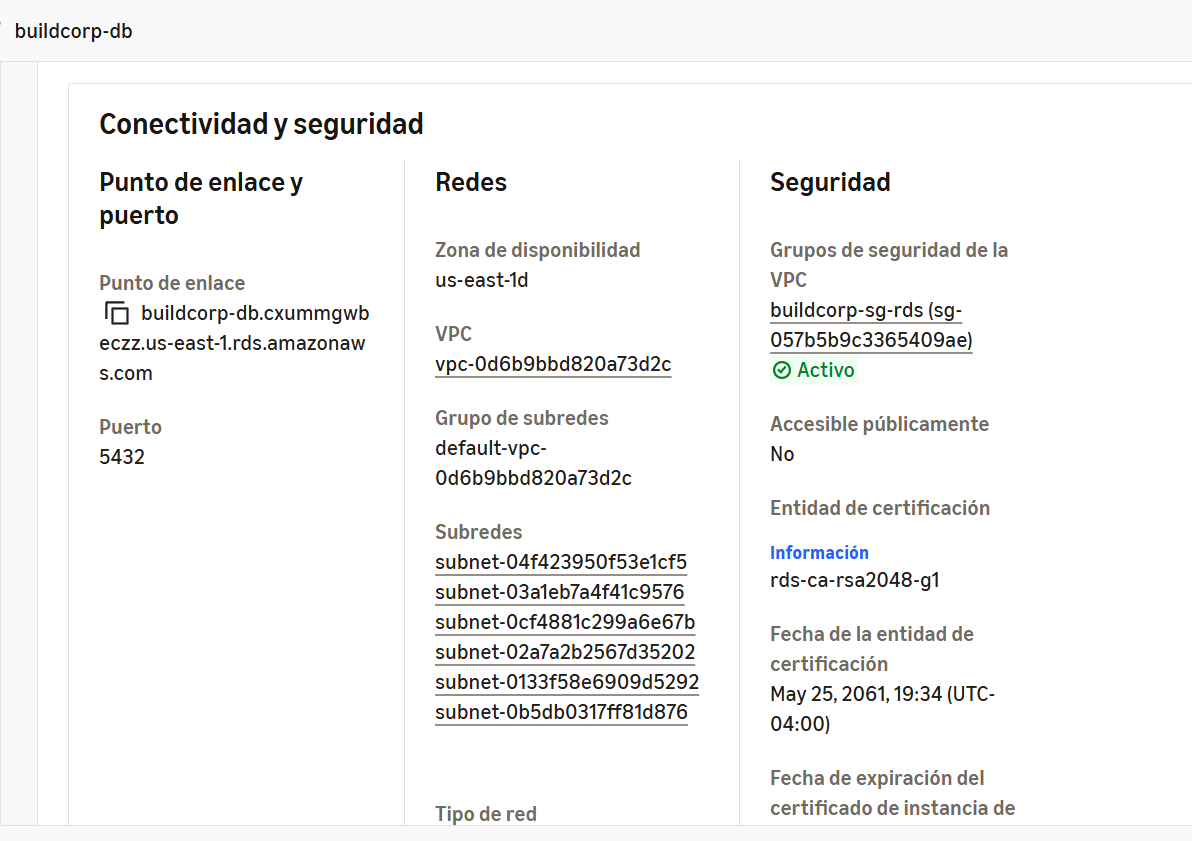 buildcorp-db
Conectividad y seguridad
Punto de enlace y
puerto
Punto de enlace
buildcorp-db.cxummgwb
eczz.us-east-1.rds.amazonaw
s.com
Puerto
5432
Redes
Zona de disponibilidad
us-east-1d
VPC
vpc-0d6b9bbd820a73d2c
Grupo de subredes
default-vpc-
0d6b9bbd820a73d2c
Subredes
subnet-04f423950f53e1cf5
subnet-03a1eb7a4f41c9576
subnet-0cf4881c299a6e67b
subnet-02a7a2b2567d35202
subnet-0133f58e6909d5292
subnet-0b5db0317ff81d876
Tipo de red
Seguridad
Grupos de seguridad de la
VPC
buildcorp-sg-rds (sg-
057b5b9c3365409ae)
Activo
Accesible públicamente
No
Entidad de certificación
Información
rds-ca-rsa2048-g1
Fecha de la entidad de
certificación
May 25, 2061, 19:34 (UTC-
04:00)
Fecha de expiración del
certificado de instancia de